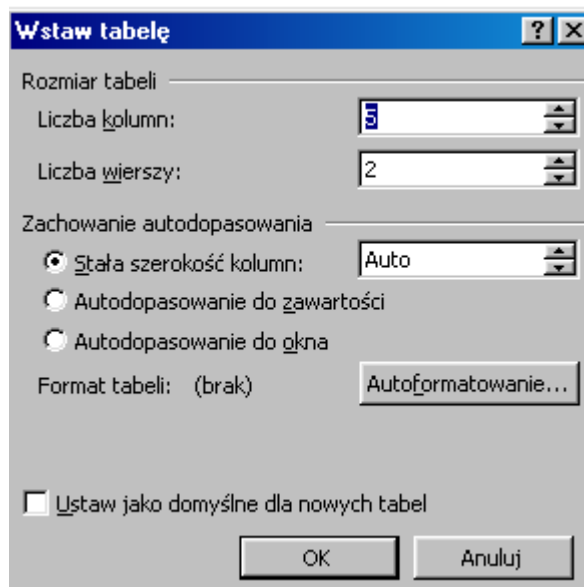 Wstaw tabelę
Rozmiar tabeli
Liczba kolumn: 5
Liczba wierszy: 2
Zachowanie autodopasowania
Stała szerokość kolumn: Auto
Autodopasowanie do zawartości
Autodopasowanie do okna
Format tabeli: (brak) Autoformatowanie...
Ustaw jako domyślne dla nowych tabel
OK Anuluj